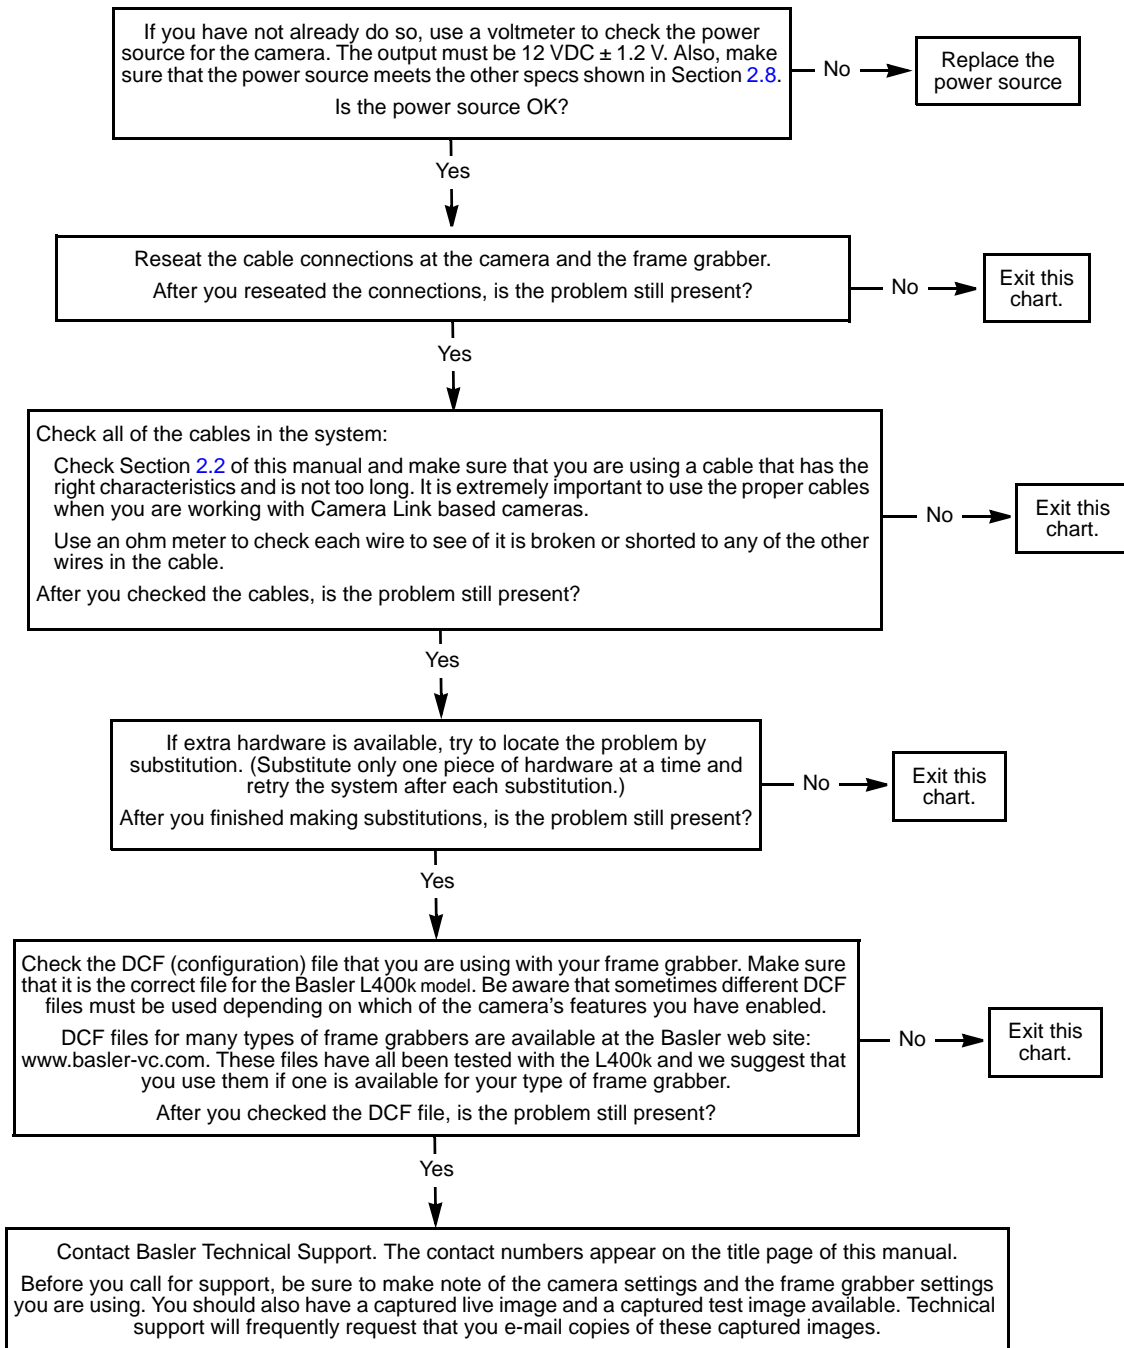 If you have not already do so, use a voltmeter to check the power
source for the camera. The output must be 12 VDC ± 1.2 V. Also, make
sure that the power source meets the other specs shown in Section 2.8.
Is the power source OK?
No
Replace the
power source
Yes
Reseat the cable connections at the camera and the frame grabber.
After you reseated the connections, is the problem still present?
No
Exit this
chart.
Yes
Check all of the cables in the system:
Check Section 2.2 of this manual and make sure that you are using a cable that has the
right characteristics and is not too long. It is extremely important to use the proper cables
when you are working with Camera Link based cameras.
Use an ohm meter to check each wire to see of it is broken or shorted to any of the other
wires in the cable.
After you checked the cables, is the problem still present?
No
Exit this
chart.
Yes
If extra hardware is available, try to locate the problem by
substitution. (Substitute only one piece of hardware at a time and
retry the system after each substitution.)
After you finished making substitutions, is the problem still present?
No
Exit this
chart.
Yes
Check the DCF (configuration) file that you are using with your frame grabber. Make sure
that it is the correct file for the Basler L400k model. Be aware that sometimes different DCF
files must be used depending on which of the camera's features you have enabled.
DCF files for many types of frame grabbers are available at the Basler web site:
www.basler-vc.com. These files have all been tested with the L400k and we suggest that
you use them if one is available for your type of frame grabber.
After you checked the DCF file, is the problem still present?
No
Exit this
chart.
Yes
Contact Basler Technical Support. The contact numbers appear on the title page of this manual.
Before you call for support, be sure to make note of the camera settings and the frame grabber settings
you are using. You should also have a captured live image and a captured test image available. Technical
support will frequently request that you e-mail copies of these captured images.